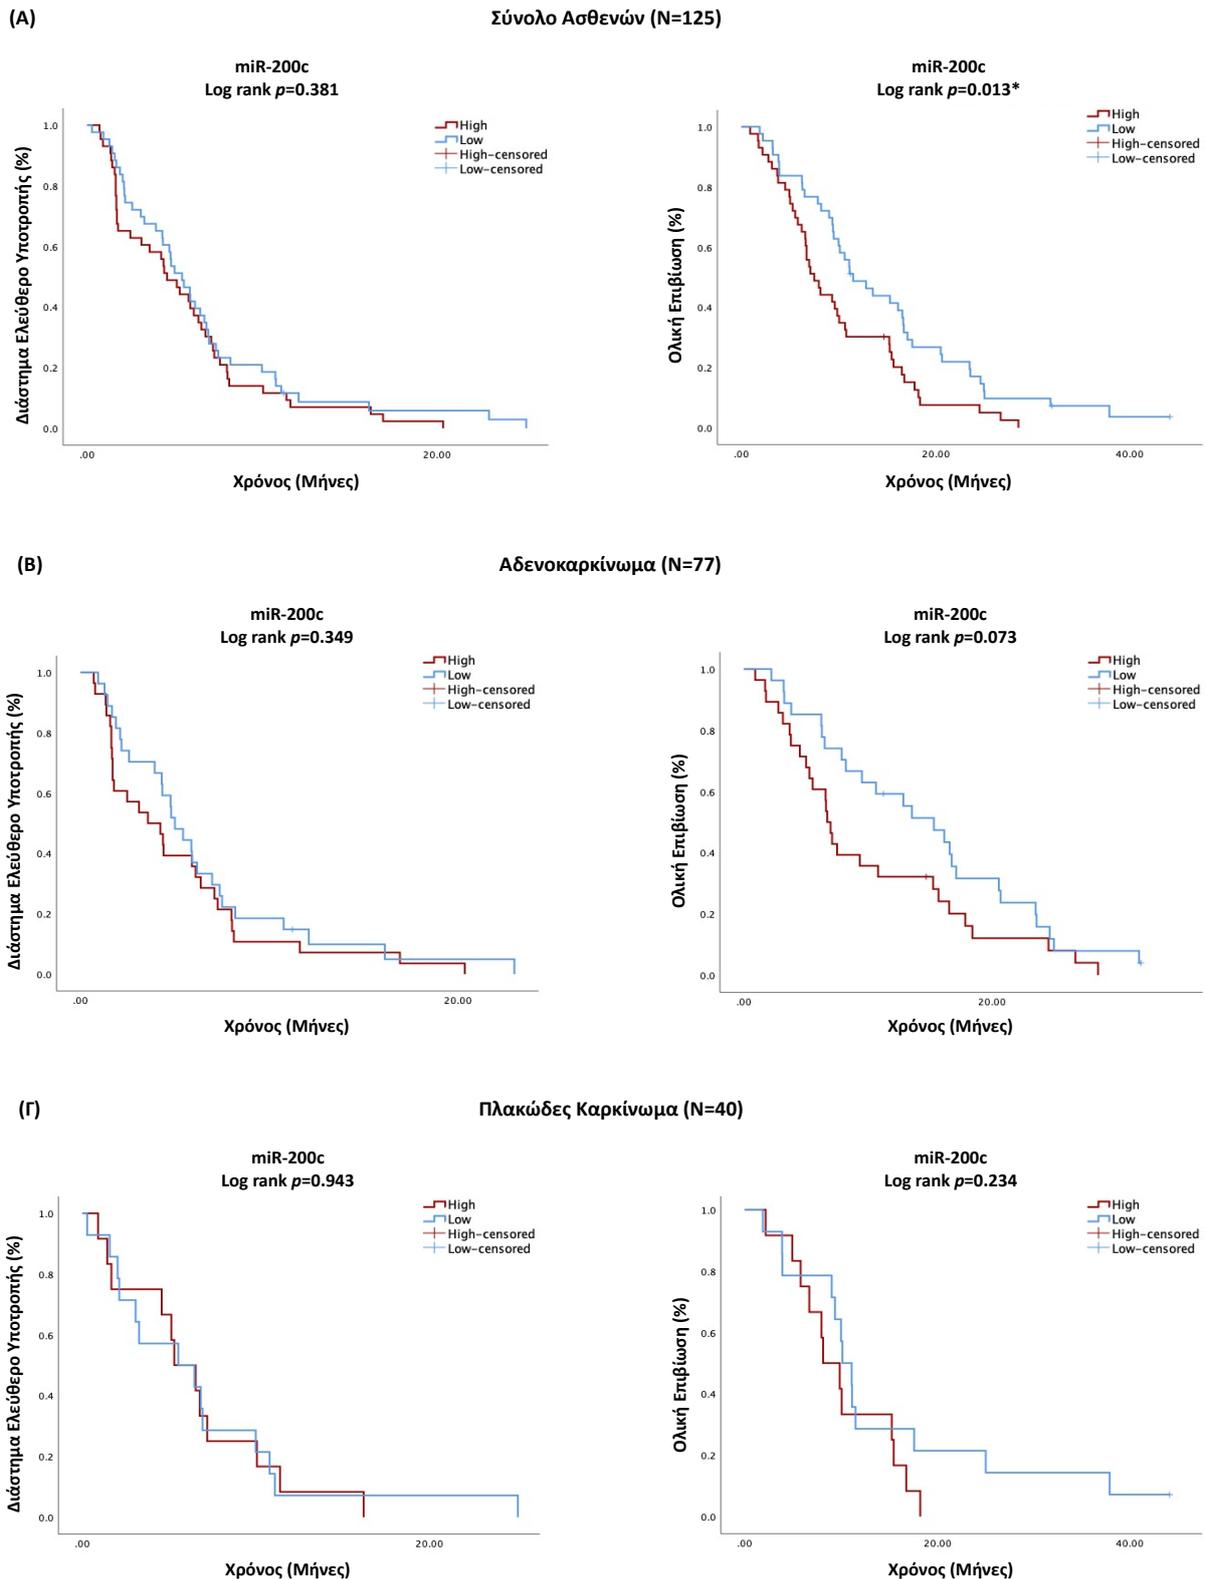 (Α)
Σύνολο Ασθενών (Ν=125)
miR-200c
Log rank p=0.381
High
Low
High-censored
Low-censored
Διάστημα Ελεύθερο Υποτροπής (%)
1.0
0.8
0.6
0.4
0.2
0.0
.00
20.00
Χρόνος (Μήνες)
miR-200c
Log rank p=0.013*
High
Low
High-censored
Low-censored
Ολική Επιβίωση (%)
1.0
0.8
0.6
0.4
0.2
0.0
.00
20.00
40.00
Χρόνος (Μήνες)
(Β)
Αδενοκαρκίνωμα (Ν=77)
miR-200c
Log rank p=0.349
High
Low
High-censored
Low-censored
Διάστημα Ελεύθερο Υποτροπής (%)
1.0
0.8
0.6
0.4
0.2
0.0
.00
20.00
Χρόνος (Μήνες)
miR-200c
Log rank p=0.073
High
Low
High-censored
Low-censored
Ολική Επιβίωση (%)
1.0
0.8
0.6
0.4
0.2
0.0
.00
20.00
Χρόνος (Μήνες)
(Γ)
Πλακώδες Καρκίνωμα (Ν=40)
miR-200c
Log rank p=0.943
High
Low
High-censored
Low-censored
Διάστημα Ελεύθερο Υποτροπής (%)
1.0
0.8
0.6
0.4
0.2
0.0
.00
20.00
Χρόνος (Μήνες)
miR-200c
Log rank p=0.234
High
Low
High-censored
Low-censored
Ολική Επιβίωση (%)
1.0
0.8
0.6
0.4
0.2
0.0
.00
20.00
40.00
Χρόνος (Μήνες)